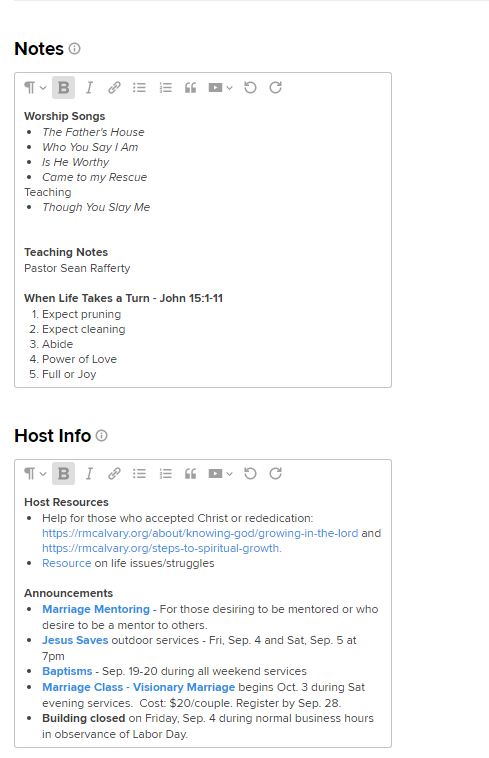 Notes
Worship Songs
The Father's House
Who You Say I Am
Is He Worthy
Came to my Rescue
Teaching
Though You Slay Me
Teaching Notes
Pastor Sean Rafferty
When Life Takes a Turn - John 15:1-11
1. Expect pruning
2. Expect cleaning
3. Abide
4. Power of Love
5. Full or Joy
Host Info
Host Resources
Help for those who accepted Christ or rededication:
https://rmcalvary.org/about/knowing-god/growing-in-the-lord and
https://rmcalvary.org/steps-to-spiritual-growth.
Resource on life issues/struggles
Announcements
Marriage Mentoring - For those desiring to be mentored or who
desire to be a mentor to others.
Jesus Saves outdoor services - Fri, Sep. 4 and Sat, Sep. 5 at
7pm
Baptisms - Sep. 19-20 during all weekend services
Marriage Class - Visionary Marriage begins Oct. 3 during Sat
evening services. Cost: $20/couple. Register by Sep. 28.
Building closed on Friday, Sep. 4 during normal business hours
in observance of Labor Day.